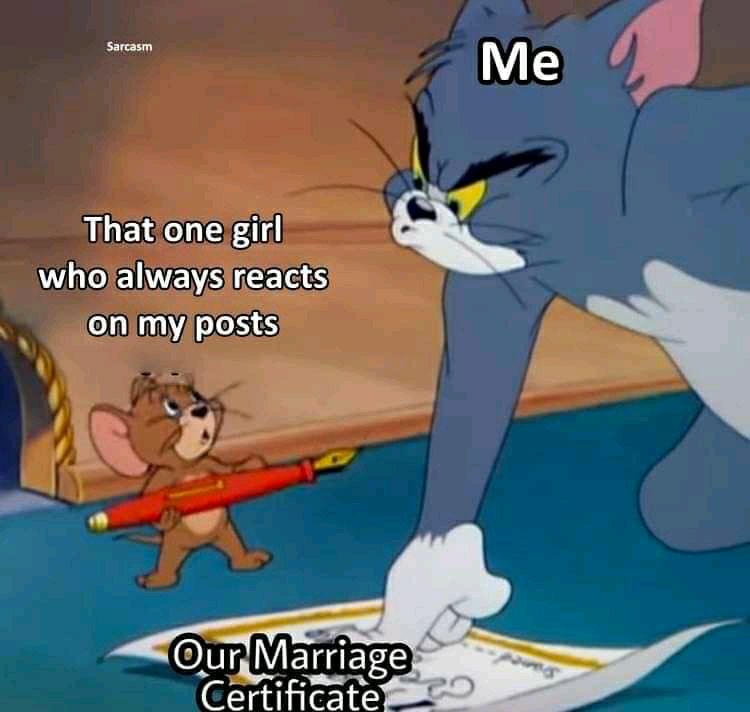 Sarcasm
Me
That one girl
who always reacts
on my posts
Our Marriage
Certificate